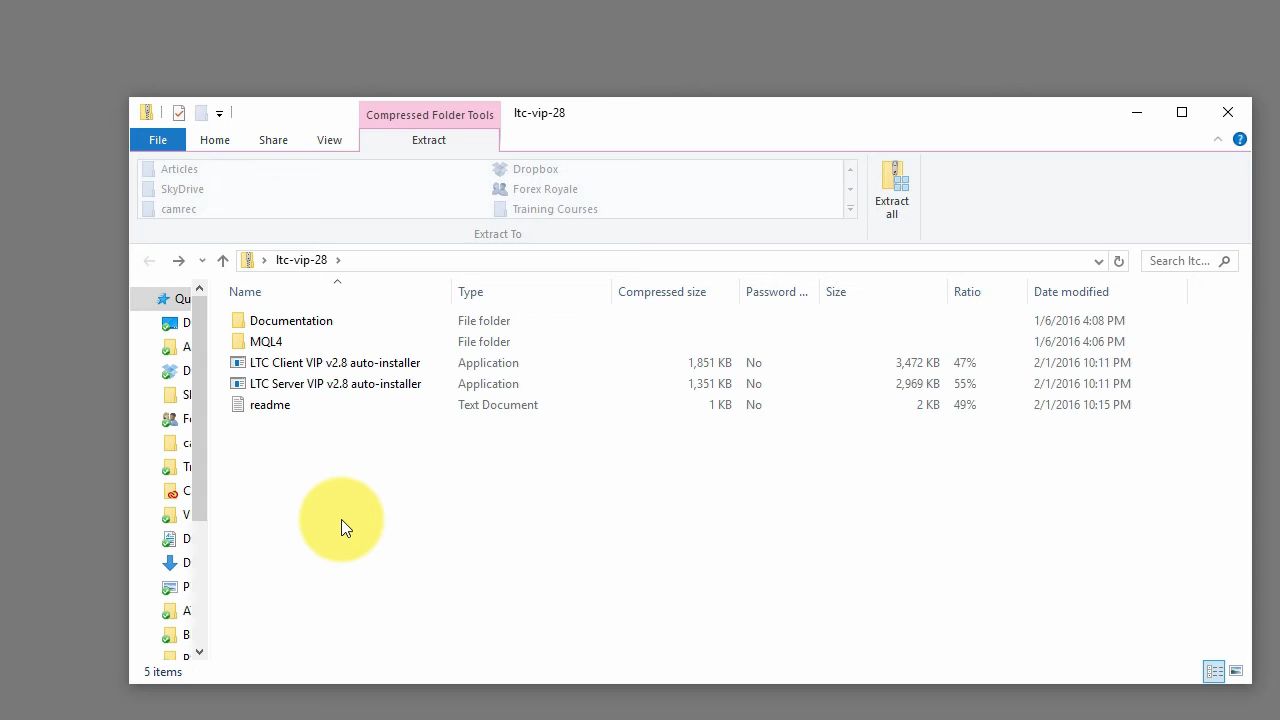 Compressed Folder Tools
ltc-vip-28
File Home Share View Extract
Articles Dropbox
SkyDrive Forex Royale
camrec Training Courses
Extract To
Extract
all
ltc-vip-28
Search ltc...
Name Type Compressed size Password ... Size Ratio Date modified
Qu
Documentation File folder 1/6/2016 4:08 PM
MQL4 File folder 1/6/2016 4:06 PM
LTC Client VIP v2.8 auto-installer Application 1,851 KB No 3,472 KB 47% 2/1/2016 10:11 PM
LTC Server VIP v2.8 auto-installer Application 1,351 KB No 2,969 KB 55% 2/1/2016 10:11 PM
readme Text Document 1 KB No 2 KB 49% 2/1/2016 10:15 PM
5 items